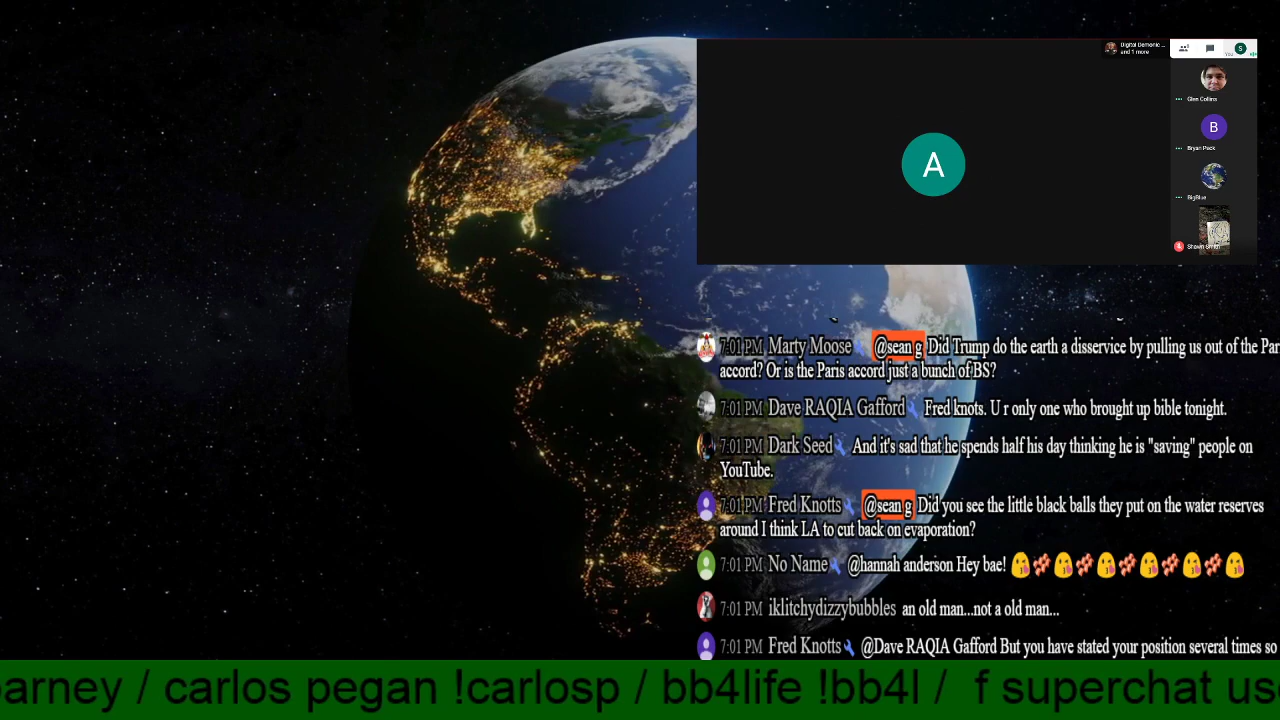 Digital Demonic ...
and 1 more
You
S
Glen Collins
B
Bryan Pack
BigBlue
Shawn Smith
A
7:01 PM Marty Moose @sean g Did Trump do the earth a disservice by pulling us out of the Par
accord? Or is the Paris accord just a bunch of BS?
7:01 PM Dave RAQIA Gafford Fred knots. U r only one who brought up bible tonight.
7:01 PM Dark Seed And it's sad that he spends half his day thinking he is "saving" people on
YouTube.
7:01 PM Fred Knotts @sean g Did you see the little black balls they put on the water reserves
around I think LA to cut back on evaporation?
7:01 PM No Name @hannah anderson Hey bae! 😘🥓😘🥓😘🥓😘🥓😘🥓😘
7:01 PM iklitchydizzybubbles an old man...not a old man...
7:01 PM Fred Knotts @Dave RAQIA Gafford But you have stated your position several times so
arney / carlos pegan !carlosp / bb4life !bb4l / f superchat us